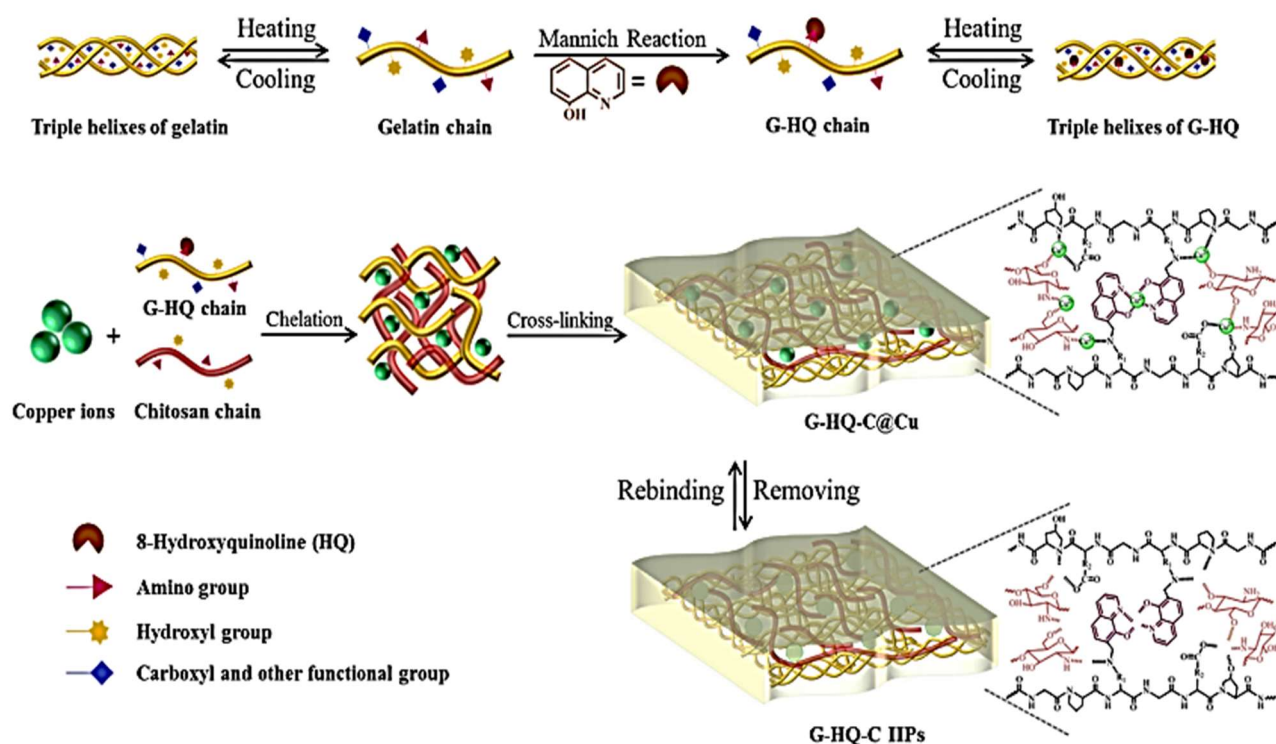 Heating
Cooling
Mannich Reaction
OH
N
=
Heating
Cooling
Triple helixes of gelatin
Gelatin chain
G-HQ chain
Triple helixes of G-HQ
+
G-HQ chain
Chelation
Cross-linking
Copper ions
Chitosan chain
G-HQ-C@Cu
Rebinding
Removing
8-Hydroxyquinoline (HQ)
Amino group
Hydroxyl group
Carboxyl and other functional group
G-HQ-C IIPs